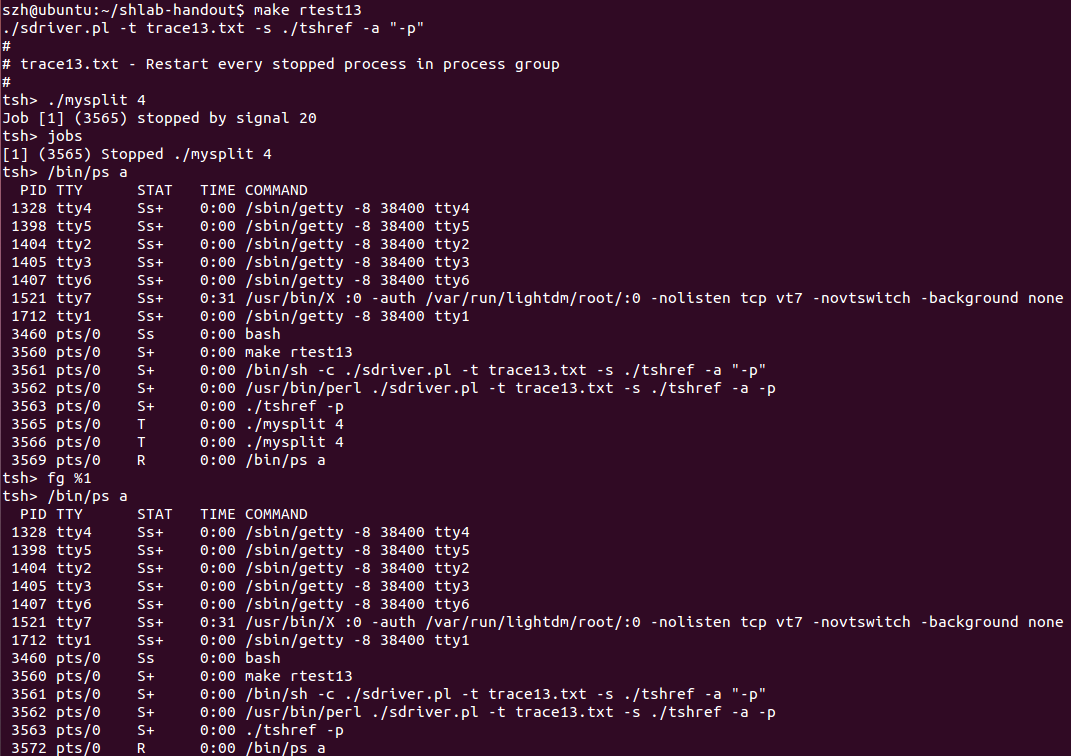 szh@ubuntu:~/shlab-handout$ make rtest13
./sdriver.pl -t trace13.txt -s ./tshref -a "-p"
#
# trace13.txt - Restart every stopped process in process group
#
tsh> ./mysplit 4
Job [1] (3565) stopped by signal 20
tsh> jobs
[1] (3565) Stopped ./mysplit 4
tsh> /bin/ps a
  PID TTY      STAT   TIME COMMAND
 1328 tty4     Ss+    0:00 /sbin/getty -8 38400 tty4
 1398 tty5     Ss+    0:00 /sbin/getty -8 38400 tty5
 1404 tty2     Ss+    0:00 /sbin/getty -8 38400 tty2
 1405 tty3     Ss+    0:00 /sbin/getty -8 38400 tty3
 1407 tty6     Ss+    0:00 /sbin/getty -8 38400 tty6
 1521 tty7     Ss+    0:31 /usr/bin/X :0 -auth /var/run/lightdm/root/:0 -nolisten tcp vt7 -novtswitch -background none
 1712 tty1     Ss+    0:00 /sbin/getty -8 38400 tty1
 3460 pts/0    Ss     0:00 bash
 3560 pts/0    S+     0:00 make rtest13
 3561 pts/0    S+     0:00 /bin/sh -c ./sdriver.pl -t trace13.txt -s ./tshref -a "-p"
 3562 pts/0    S+     0:00 /usr/bin/perl ./sdriver.pl -t trace13.txt -s ./tshref -a -p
 3563 pts/0    S+     0:00 ./tshref -p
 3565 pts/0    T      0:00 ./mysplit 4
 3566 pts/0    T      0:00 ./mysplit 4
 3569 pts/0    R      0:00 /bin/ps a
tsh> fg %1
tsh> /bin/ps a
  PID TTY      STAT   TIME COMMAND
 1328 tty4     Ss+    0:00 /sbin/getty -8 38400 tty4
 1398 tty5     Ss+    0:00 /sbin/getty -8 38400 tty5
 1404 tty2     Ss+    0:00 /sbin/getty -8 38400 tty2
 1405 tty3     Ss+    0:00 /sbin/getty -8 38400 tty3
 1407 tty6     Ss+    0:00 /sbin/getty -8 38400 tty6
 1521 tty7     Ss+    0:31 /usr/bin/X :0 -auth /var/run/lightdm/root/:0 -nolisten tcp vt7 -novtswitch -background none
 1712 tty1     Ss+    0:00 /sbin/getty -8 38400 tty1
 3460 pts/0    Ss     0:00 bash
 3560 pts/0    S+     0:00 make rtest13
 3561 pts/0    S+     0:00 /bin/sh -c ./sdriver.pl -t trace13.txt -s ./tshref -a "-p"
 3562 pts/0    S+     0:00 /usr/bin/perl ./sdriver.pl -t trace13.txt -s ./tshref -a -p
 3563 pts/0    S+     0:00 ./tshref -p
 3572 pts/0    R      0:00 /bin/ps a